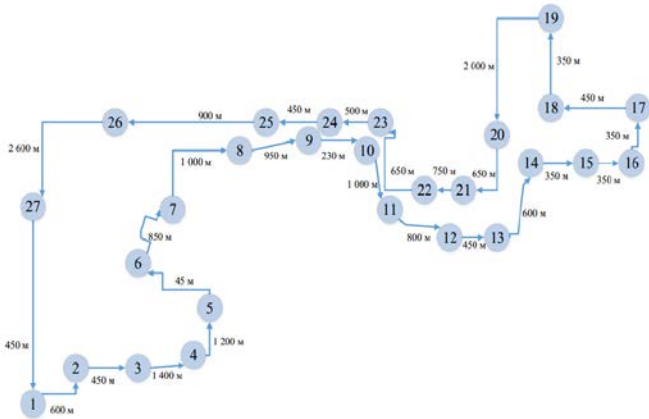 19
2 000 м
350 м
18
450 м
17
900 м
450 м
500 м
26
25
24
23
20
350 м
9
2 600 м
1 000 м
8
950 м
230 м
10
14
15
16
650 м
750 м
650 м
350 м
350 м
1 000 м
22
21
27
7
11
600 м
850 м
800 м
12
450 м
13
6
45 м
5
450 м
1 200 м
4
2
3
450 м
1 400 м
1
600 м